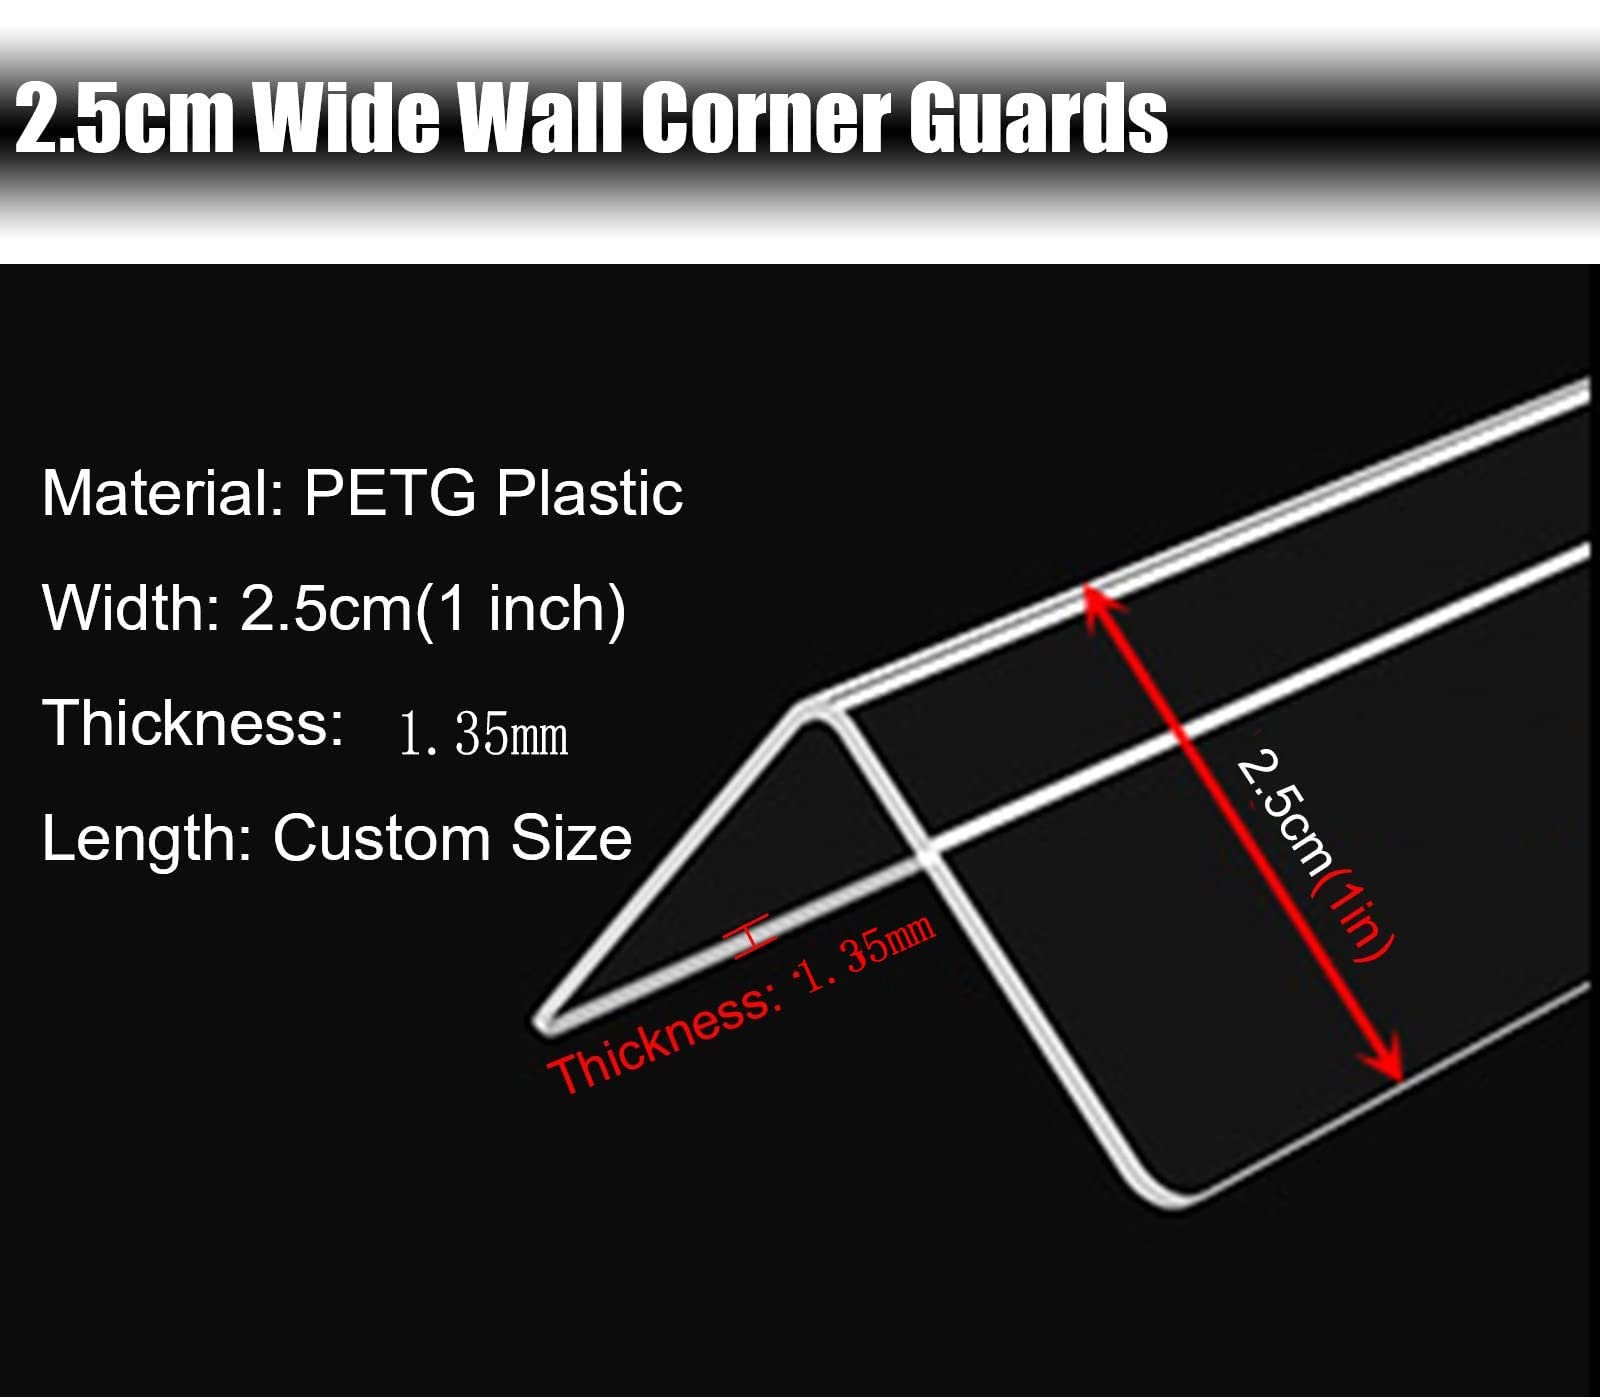 2.5cm Wide Wall Corner Guards
Material: PETG Plastic
Width: 2.5cm(1 inch)
Thickness: 1.35mm
Length: Custom Size
2.5cm(1in)
Thickness: 1.35mm